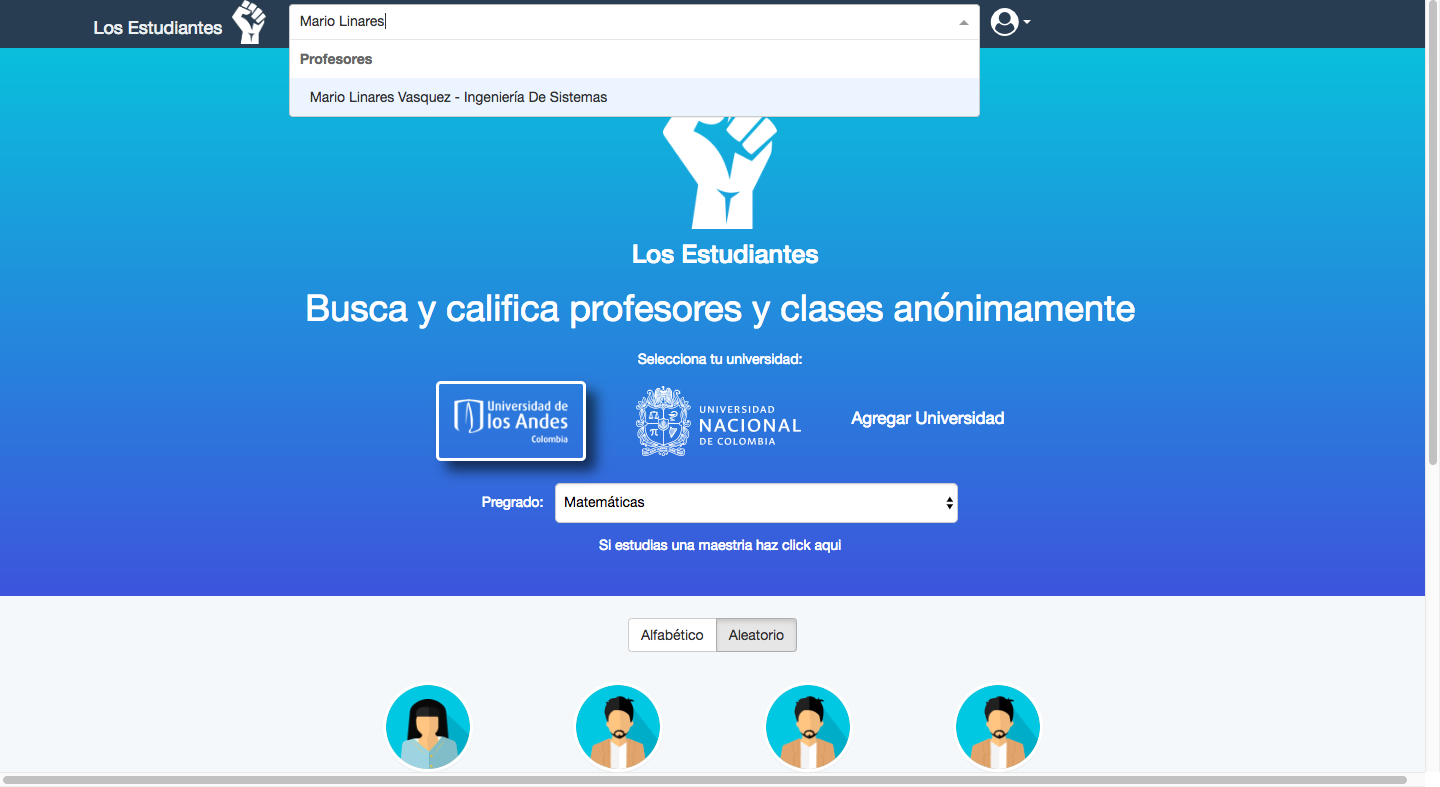 Los Estudiantes
Mario Linares
Profesores
Mario Linares Vasquez - Ingeniería De Sistemas
Los Estudiantes
Busca y califica profesores y clases anónimamente
Selecciona tu universidad:
Universidad de
los Andes
Colombia
UNIVERSIDAD
NACIONAL
DE COLOMBIA
Agregar Universidad
Pregrado: Matemáticas
Si estudias una maestria haz click aqui
Alfabético Aleatorio